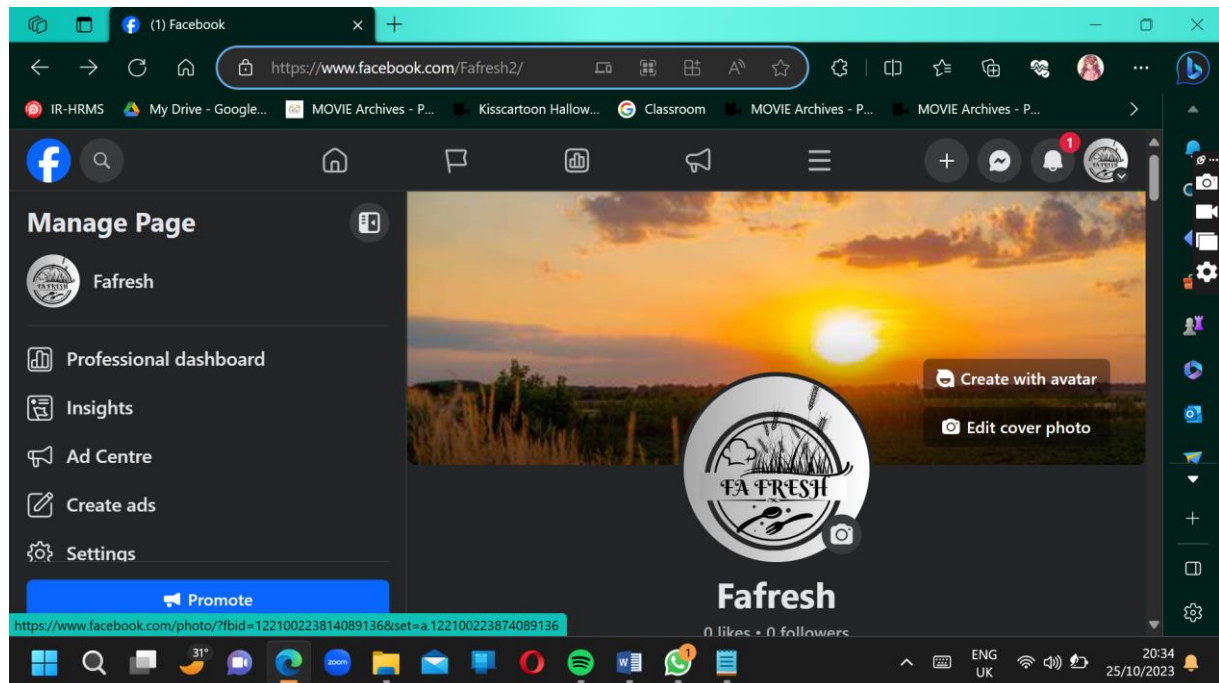 (1) Facebook
https://www.facebook.com/Fafresh2/
IR-HRMS
My Drive - Google...
MOVIE Archives - P...
Kisscartoon Hallow...
Classroom
MOVIE Archives - P...
MOVIE Archives - P...
1
Manage Page
Fafresh
Professional dashboard
Insights
Ad Centre
Create ads
Settings
Promote
Create with avatar
Edit cover photo
FA FRESH
Fafresh
0 likes • 0 followers
https://www.facebook.com/photo/?fbid=122100223814089136&set=a.122100223874089136
31°
zoom
1
ENG
UK
20:34
25/10/2023